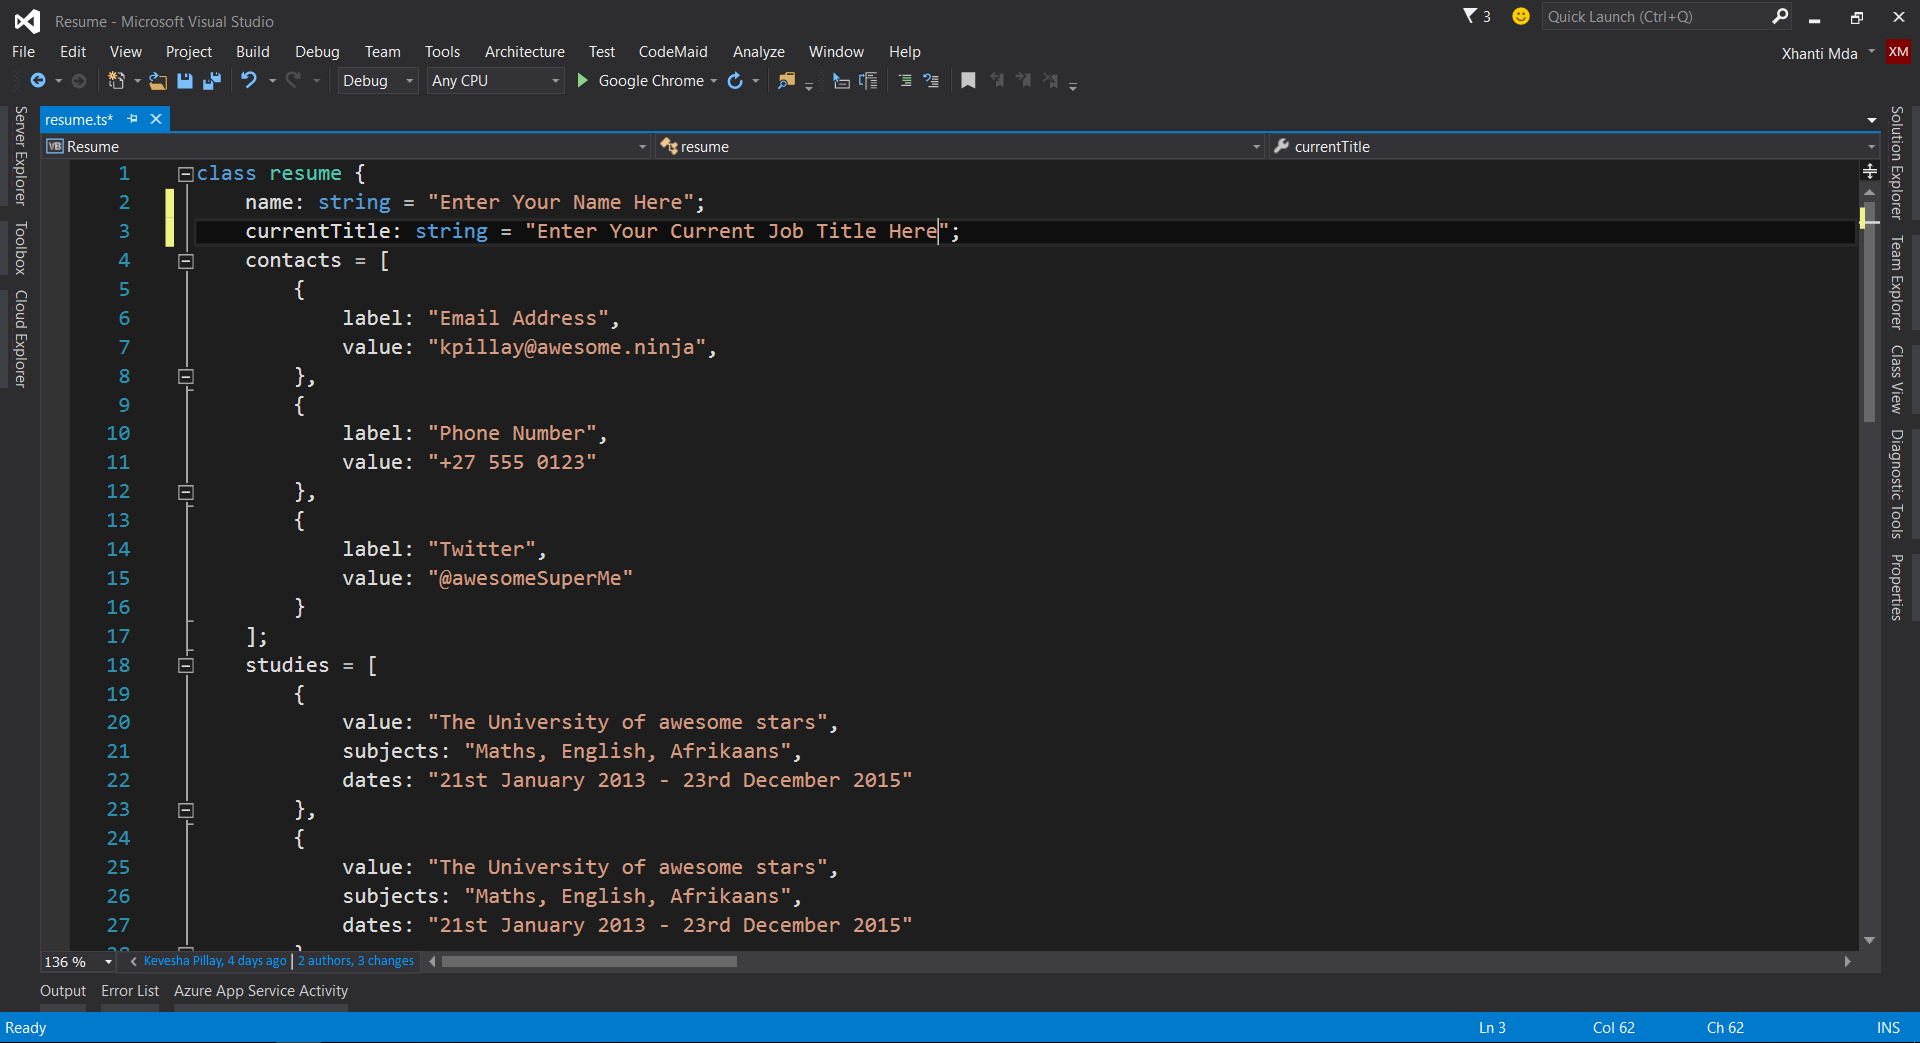 Resume - Microsoft Visual Studio
3
Quick Launch (Ctrl+Q)
File Edit View Project Build Debug Team Tools Architecture Test CodeMaid Analyze Window Help
Xhanti Mda XM
Debug Any CPU Google Chrome
resume.ts*
VB Resume resume currentTitle
Server Explorer
Toolbox
Cloud Explorer
1 class resume {
2 name: string = "Enter Your Name Here";
3 currentTitle: string = "Enter Your Current Job Title Here";
4 contacts = [
5 {
6 label: "Email Address",
7 value: "kpillay@awesome.ninja",
8 },
9 {
10 label: "Phone Number",
11 value: "+27 555 0123"
12 },
13 {
14 label: "Twitter",
15 value: "@awesomeSuperMe"
16 }
17 ];
18 studies = [
19 {
20 value: "The University of awesome stars",
21 subjects: "Maths, English, Afrikaans",
22 dates: "21st January 2013 - 23rd December 2015"
23 },
24 {
25 value: "The University of awesome stars",
26 subjects: "Maths, English, Afrikaans",
27 dates: "21st January 2013 - 23rd December 2015"
Solution Explorer
Team Explorer
Class View
Diagnostic Tools
Properties
136 % Kevesha Pillay, 4 days ago | 2 authors, 3 changes
Output Error List Azure App Service Activity
Ready Ln 3 Col 62 Ch 62 INS